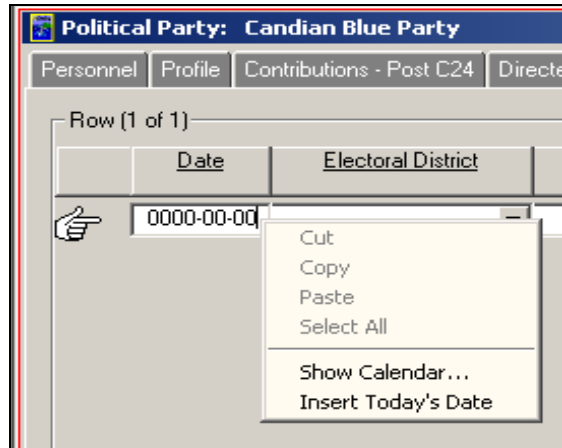 Political Party: Candian Blue Party
Personnel Profile Contributions - Post C24 Directe
Row (1 of 1)
Date Electoral District
0000-00-00
Cut
Copy
Paste
Select All
Show Calendar...
Insert Today's Date